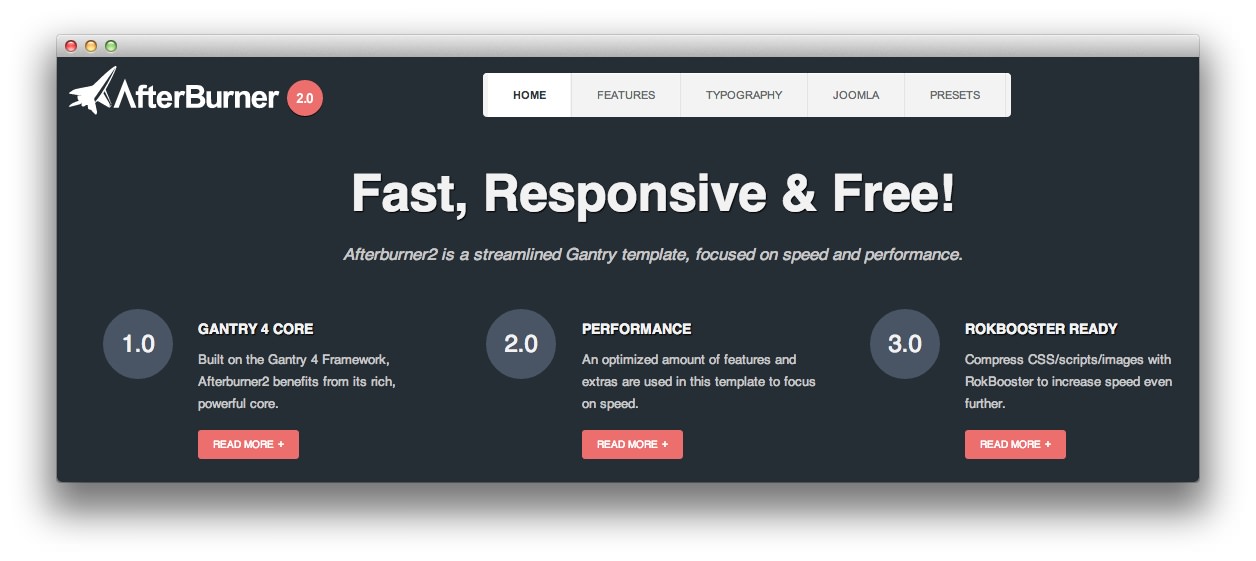 AfterBurner 2.0
HOME FEATURES TYPOGRAPHY JOOMLA PRESETS
Fast, Responsive & Free!
Afterburner2 is a streamlined Gantry template, focused on speed and performance.
1.0
GANTRY 4 CORE
Built on the Gantry 4 Framework,
Afterburner2 benefits from its rich,
powerful core.
READ MORE +
2.0
PERFORMANCE
An optimized amount of features and
extras are used in this template to focus
on speed.
READ MORE +
3.0
ROKBOOSTER READY
Compress CSS/scripts/images with
RokBooster to increase speed even
further.
READ MORE +